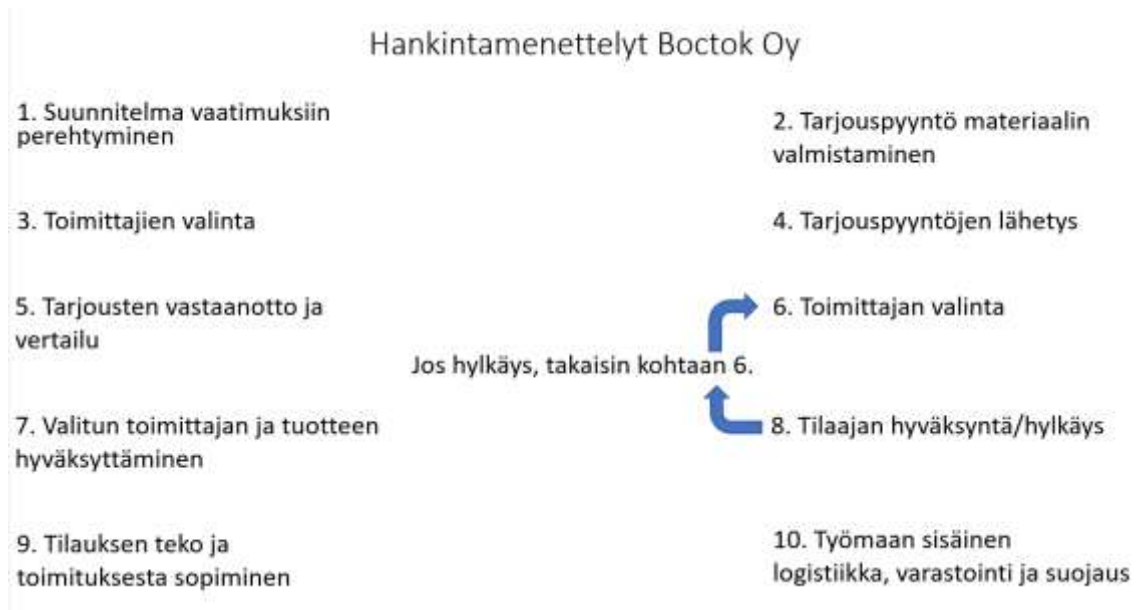 Hankintamenettelyt Boctok Oy
1. Suunnitelma vaatimuksiin
perehtyminen
2. Tarjouspyyntö materiaalin
valmistaminen
3. Toimittajien valinta
4. Tarjouspyyntöjen lähetys
5. Tarjousten vastaanotto ja
vertailu
6. Toimittajan valinta
Jos hylkäys, takaisin kohtaan 6.
7. Valitun toimittajan ja tuotteen
hyväksyttäminen
8. Tilaajan hyväksyntä/hylkäys
9. Tilauksen teko ja
toimituksesta sopiminen
10. Työmaan sisäinen
logistiikka, varastointi ja suojaus